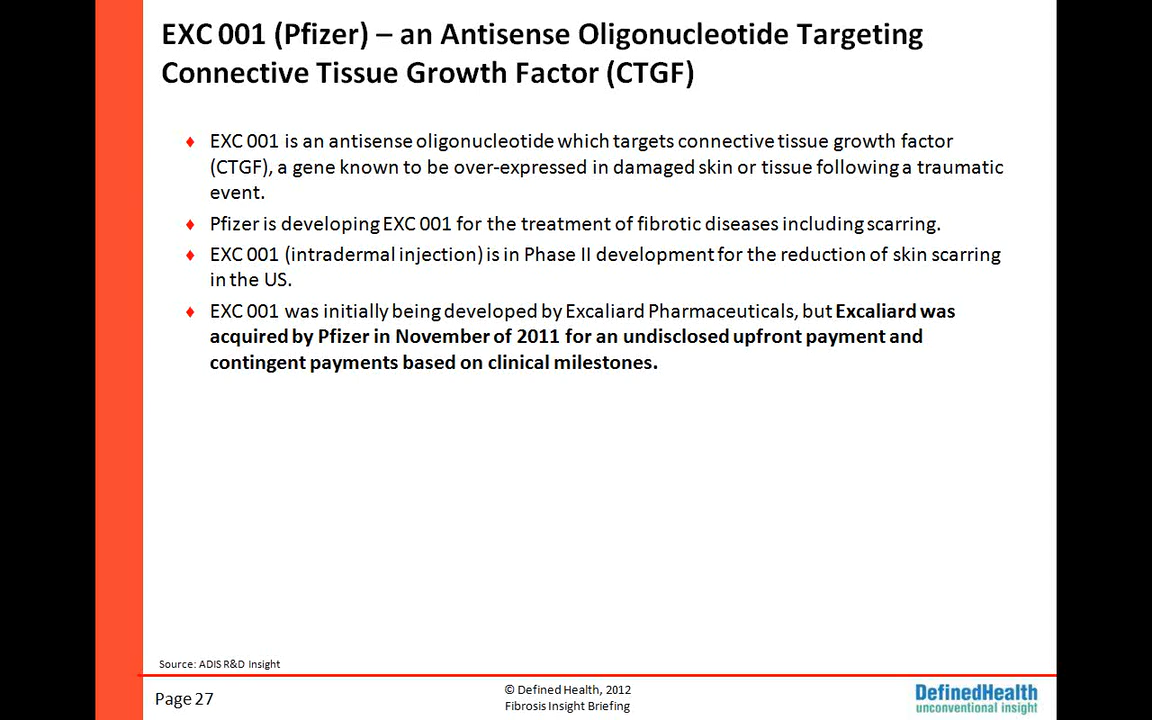 EXC 001 (Pfizer) – an Antisense Oligonucleotide Targeting
Connective Tissue Growth Factor (CTGF)
♦ EXC 001 is an antisense oligonucleotide which targets connective tissue growth factor
(CTGF), a gene known to be over-expressed in damaged skin or tissue following a traumatic
event.
♦ Pfizer is developing EXC 001 for the treatment of fibrotic diseases including scarring.
♦ EXC 001 (intradermal injection) is in Phase II development for the reduction of skin scarring
in the US.
♦ EXC 001 was initially being developed by Excaliard Pharmaceuticals, but Excaliard was
acquired by Pfizer in November of 2011 for an undisclosed upfront payment and
contingent payments based on clinical milestones.
Source: ADIS R&D Insight
Page 27
© Defined Health, 2012
Fibrosis Insight Briefing
DefinedHealth
unconventional insight